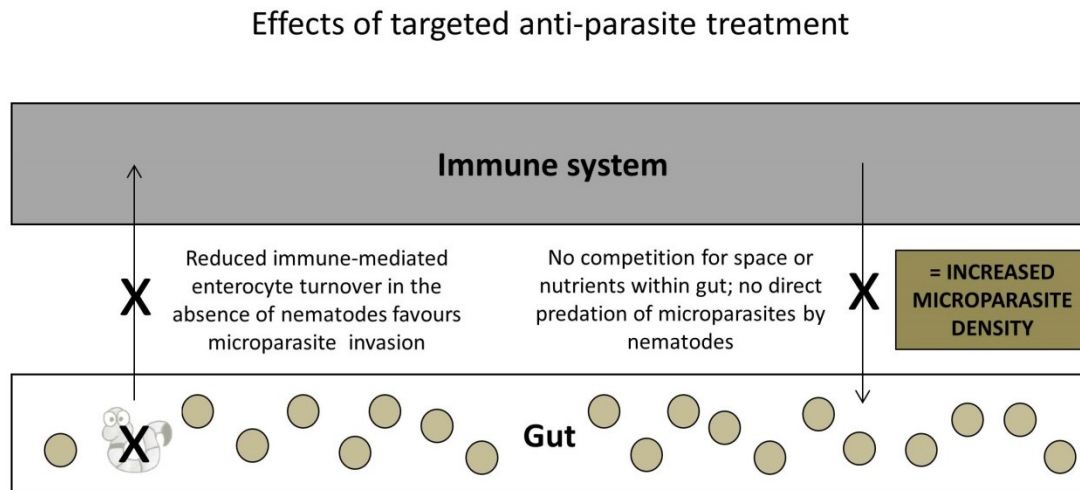 Effects of targeted anti-parasite treatment
Immune system
X
Reduced immune-mediated
enterocyte turnover in the
absence of nematodes favours
microparasite invasion
No competition for space or
nutrients within gut; no direct
predation of microparasites by
nematodes
X
= INCREASED
MICROPARASITE
DENSITY
X
Gut